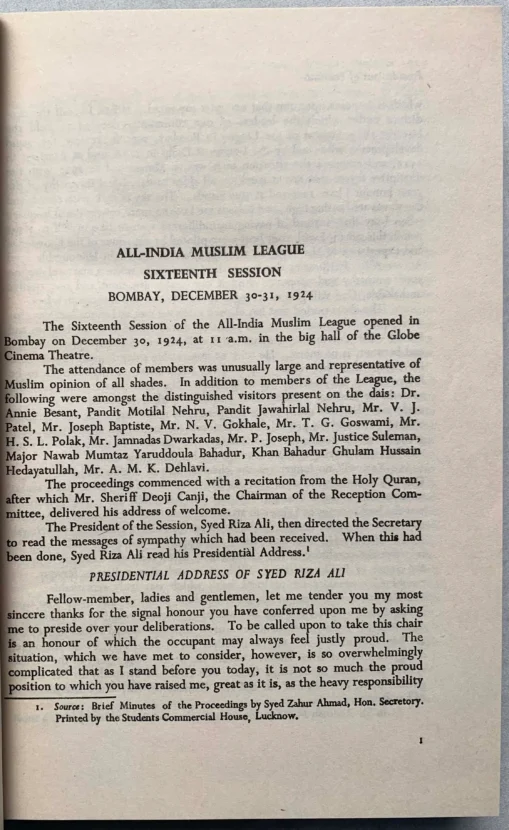 ALL-INDIA MUSLIM LEAGUE
SIXTEENTH SESSION
BOMBAY, DECEMBER 30-31, 1924
The Sixteenth Session of the All-India Muslim League opened in
Bombay on December 30, 1924, at 11 a.m. in the big hall of the Globe
Cinema Theatre.
The attendance of members was unusually large and representative of
Muslim opinion of all shades. In addition to members of the League, the
following were amongst the distinguished visitors present on the dais: Dr.
Annie Besant, Pandit Motilal Nehru, Pandit Jawahirlal Nehru, Mr. V. J.
Patel, Mr. Joseph Baptiste, Mr. N. V. Gokhale, Mr. T. G. Goswami, Mr.
H. S. L. Polak, Mr. Jamnadas Dwarkadas, Mr. P. Joseph, Mr. Justice Suleman,
Major Nawab Mumtaz Yaruddoula Bahadur, Khan Bahadur Ghulam Hussain
Hedayatullah, Mr. A. M. K. Dehlavi.
The proceedings commenced with a recitation from the Holy Quran,
after which Mr. Sheriff Deoji Canji, the Chairman of the Reception Com-
mittee, delivered his address of welcome.
The President of the Session, Syed Riza Ali, then directed the Secretary
to read the messages of sympathy which had been received. When this had
been done, Syed Riza Ali read his Presidential Address.¹
PRESIDENTIAL ADDRESS OF SYED RIZA ALI
Fellow-member, ladies and gentlemen, let me tender you my most
sincere thanks for the signal honour you have conferred upon me by asking
me to preside over your deliberations. To be called upon to take this chair
is an honour of which the occupant may always feel justly proud. The
situation, which we have met to consider, however, is so overwhelmingly
complicated that as I stand before you today, it is not so much the proud
position to which you have raised me, great as it is, as the heavy responsibility
1. Source: Brief Minutes of the Proceedings by Syed Zahur Ahmad, Hon. Secretary.
Printed by the Students Commercial House, Lucknow.
1